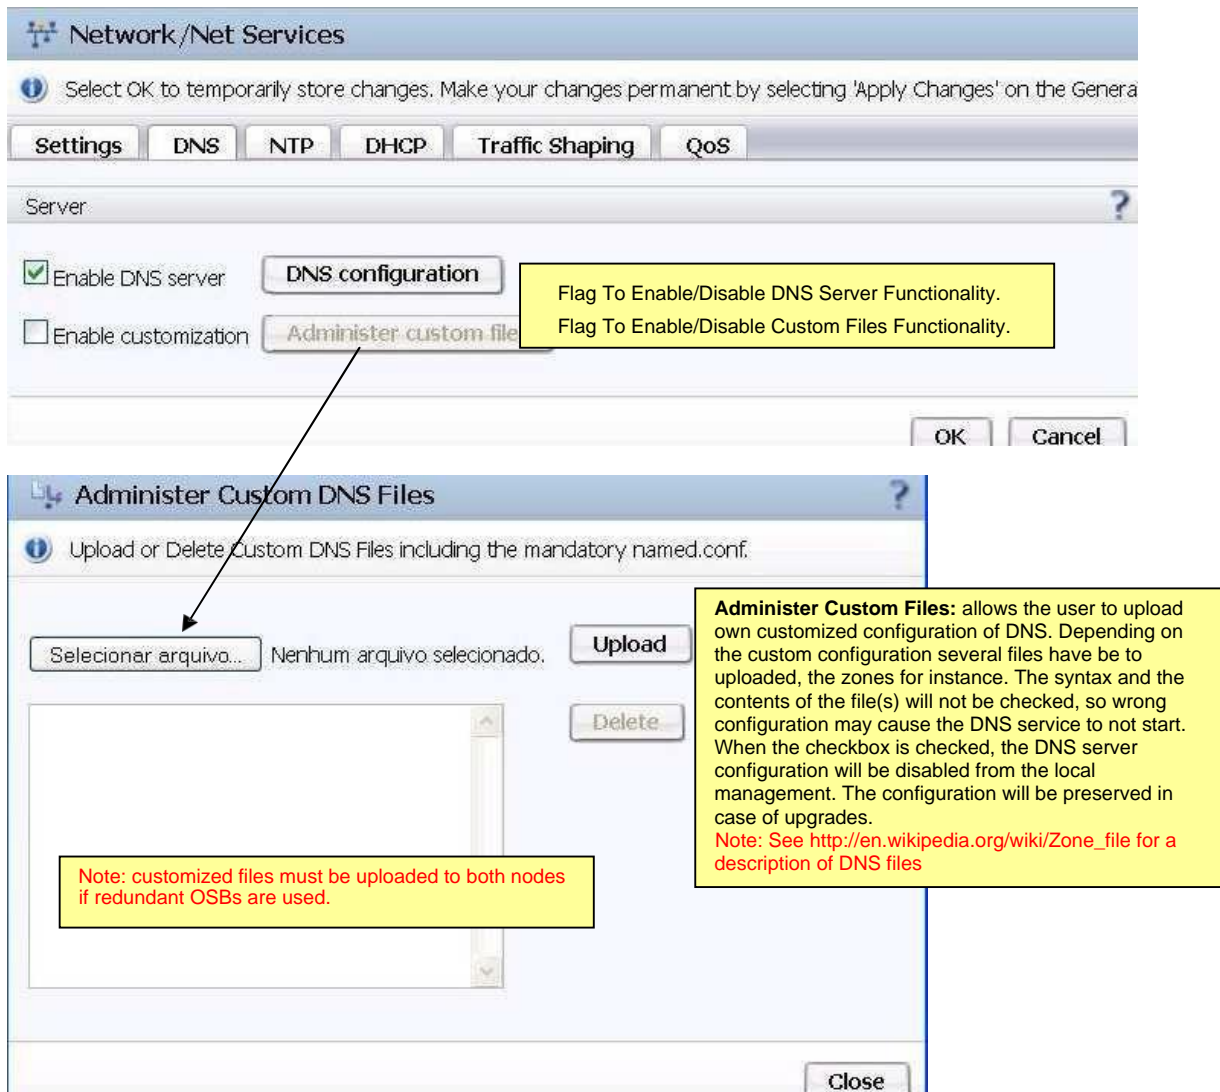 Network/Net Services
Select OK to temporarily store changes. Make your changes permanent by selecting 'Apply Changes' on the Genera
Settings DNS NTP DHCP Traffic Shaping QoS
Server ?
Enable DNS server DNS configuration
Flag To Enable/Disable DNS Server Functionality.
Enable customization Administer custom file
Flag To Enable/Disable Custom Files Functionality.
OK Cancel
Administer Custom DNS Files ?
Upload or Delete Custom DNS Files including the mandatory named.conf.
Selecionar arquivo... Nenhum arquivo selecionado. Upload
Delete
Administer Custom Files: allows the user to upload
own customized configuration of DNS. Depending on
the custom configuration several files have be to
uploaded, the zones for instance. The syntax and the
contents of the file(s) will not be checked, so wrong
configuration may cause the DNS service to not start.
When the checkbox is checked, the DNS server
configuration will be disabled from the local
management. The configuration will be preserved in
case of upgrades.
Note: See http://en.wikipedia.org/wiki/Zone_file for a
description of DNS files
Note: customized files must be uploaded to both nodes
if redundant OSBs are used.
Close